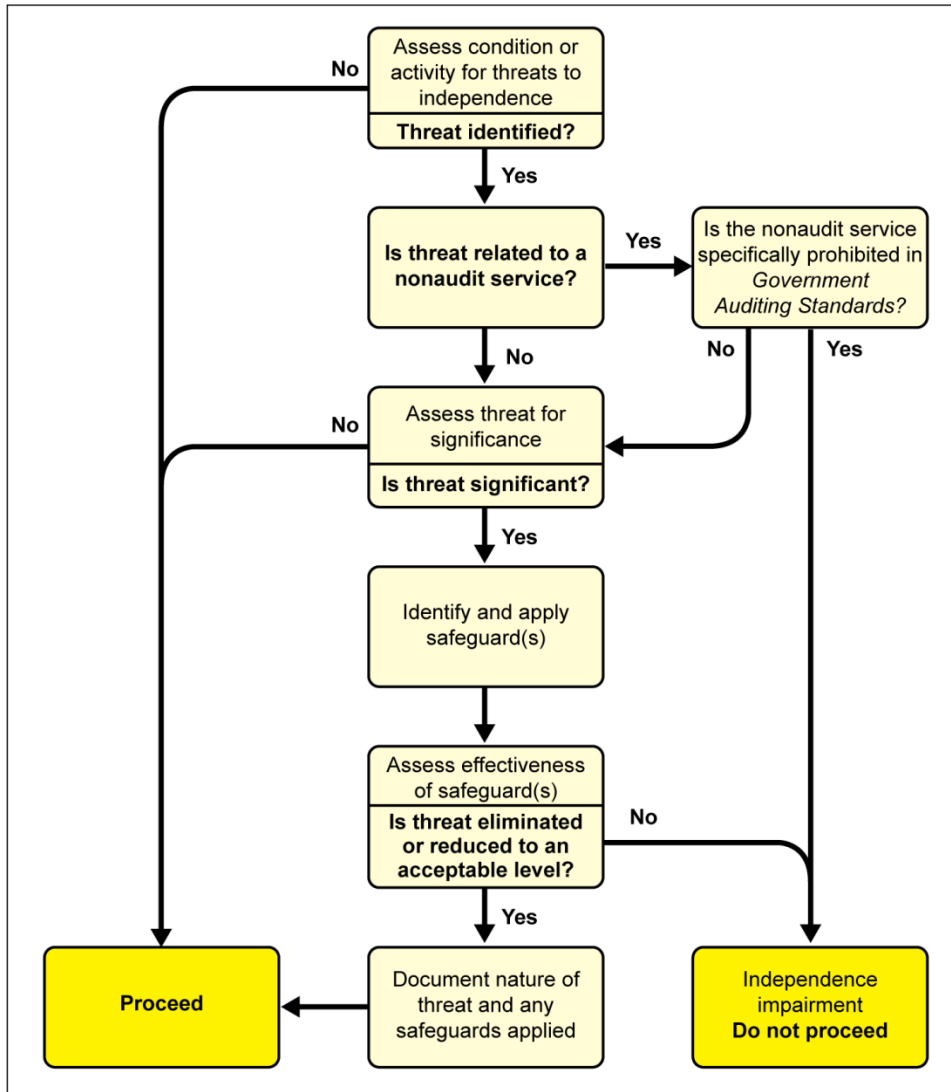 Assess condition or
activity for threats to
independence
Threat identified?
No
Yes
Is threat related to a
nonaudit service?
Yes
Is the nonaudit service
specifically prohibited in
Government
Auditing Standards?
No
No
Yes
Assess threat for
significance
Is threat significant?
No
Yes
Identify and apply
safeguard(s)
Assess effectiveness
of safeguard(s)
Is threat eliminated
or reduced to an
acceptable level?
No
Yes
Proceed
Document nature of
threat and any
safeguards applied
Independence
impairment
Do not proceed